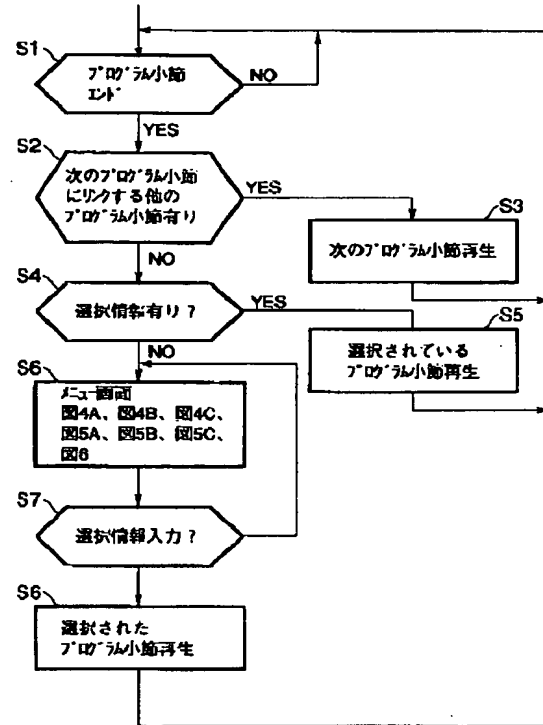 S1
プログラム小節
エンド
NO
YES
S2
次のプログラム小節
にリンクする他の
プログラム小節有り
YES
NO
S3
次のプログラム小節再生
S4
選択情報有り？
YES
NO
S5
選択されている
プログラム小節再生
S6
メニュー画面
図4A、図4B、図4C、
図5A、図5B、図5C、
図6
S7
選択情報入力？
S6
選択された
プログラム小節再生